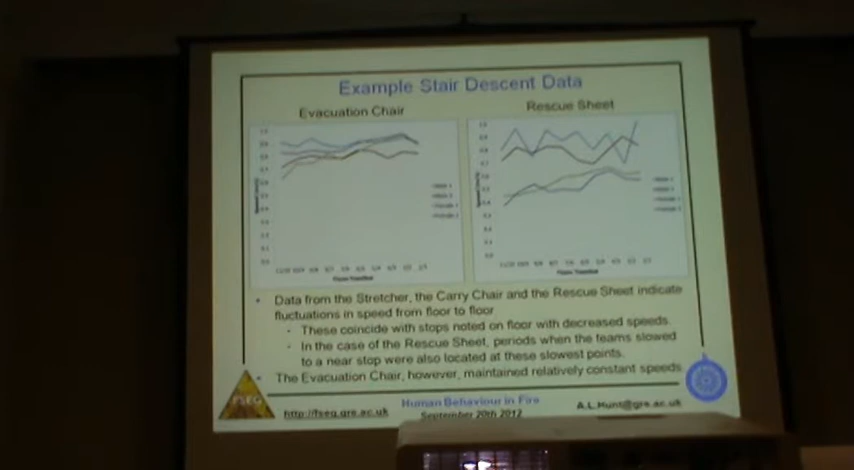 Example Stair Descent Data
Evacuation Chair
Rescue Sheet
• Data from the Stretcher, the Carry Chair and the Rescue Sheet indicate
fluctuations in speed from floor to floor
- These coincide with stops noted on floor with decreased speeds.
- In the case of the Rescue Sheet, periods when the teams slowed
to a near stop were also located at these slowest points.
• The Evacuation Chair, however, maintained relatively constant speeds
FSEG
http://fseg.gre.ac.uk
Human Behaviour in Fire
September 20th 2012
A.L.Hunt@gre.ac.uk